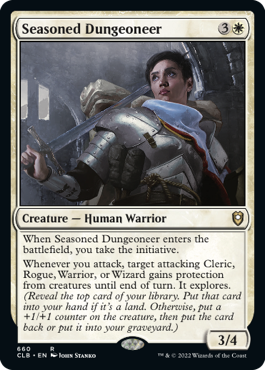 Seasoned Dungeoneer 3
Creature — Human Warrior
When Seasoned Dungeoneer enters the
battlefield, you take the initiative.
Whenever you attack, target attacking Cleric,
Rogue, Warrior, or Wizard gains protection
from creatures until end of turn. It explores.
(Reveal the top card of your library. Put that card
into your hand if it's a land. Otherwise, put a
+1/+1 counter on the creature, then put the card
back or put it into your graveyard.)
3/4
660 R
CLB • EN John Stanko ™ & © 2022 Wizards of the Coast